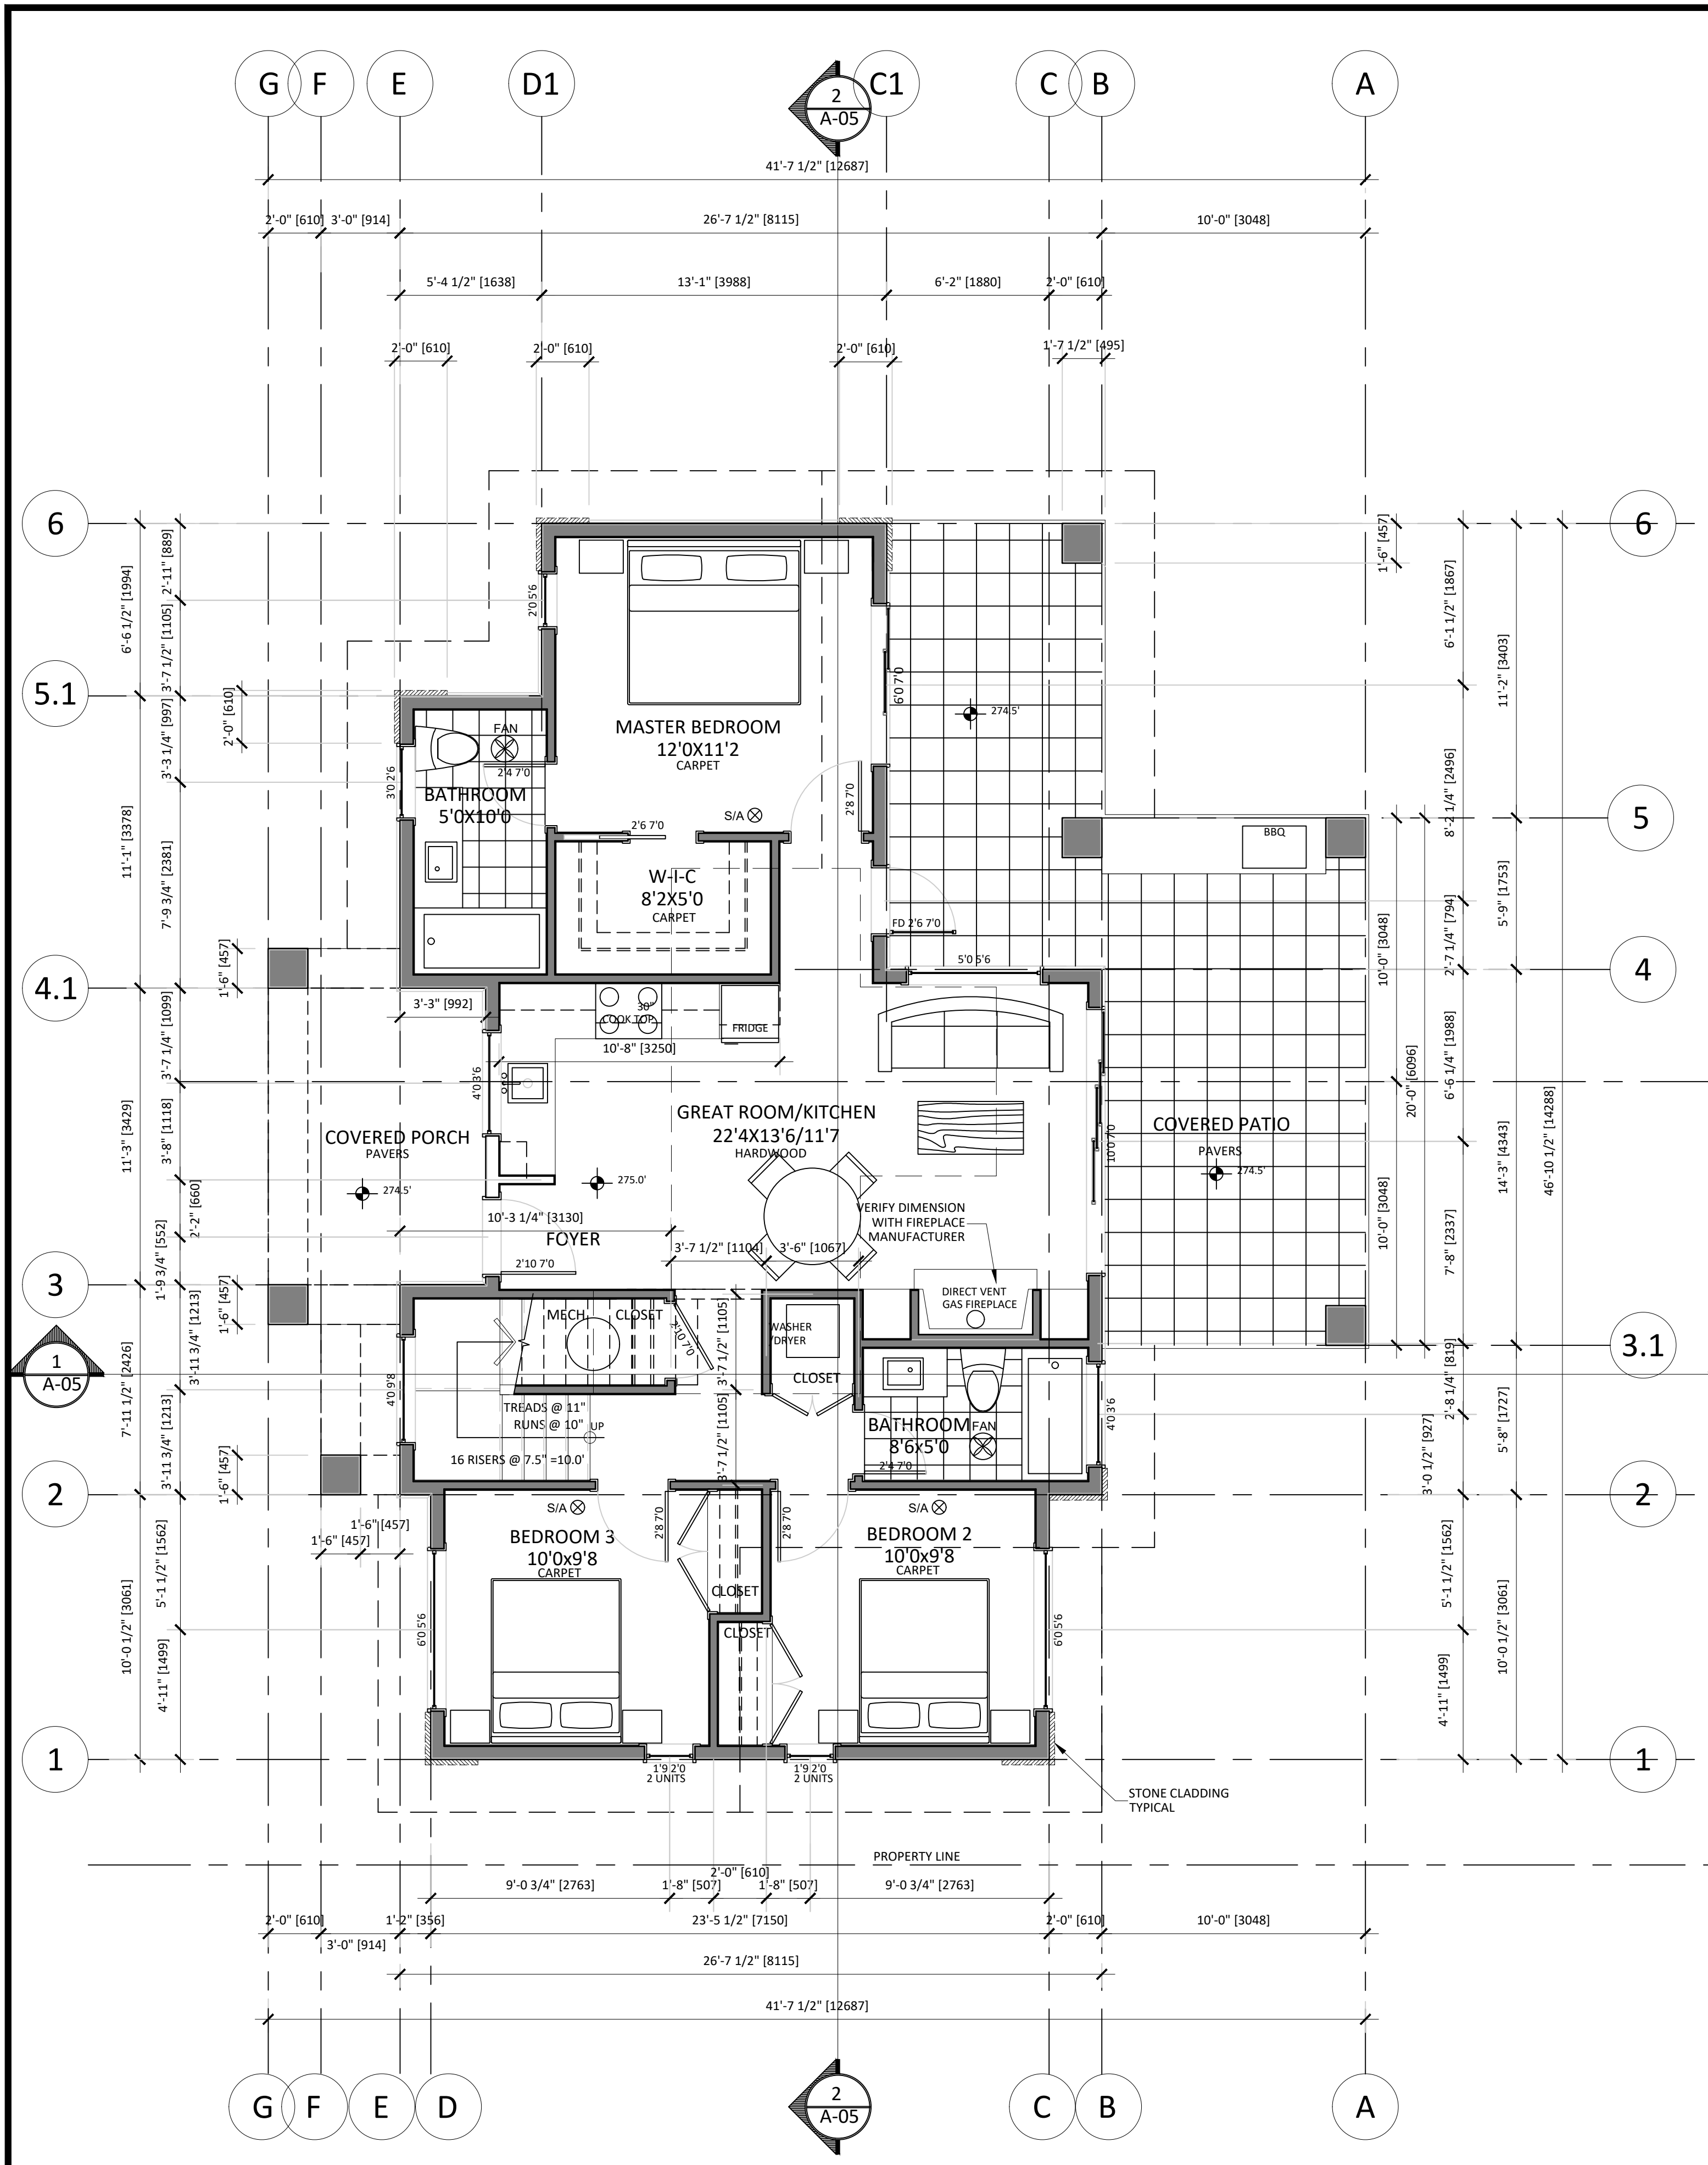 G F E D1 C1 C B A
2
A-05
41'-7 1/2" [12687]
2'-0" [610] 3'-0" [914] 26'-7 1/2" [8115] 10'-0" [3048]
5'-4 1/2" [1638] 13'-1" [3988] 6'-2" [1880] 2'-0" [610]
2'-0" [610] 2'-0" [610] 2'-0" [610] 1'-7 1/2" [495]
6
5.1
4.1
3
1
A-05
2
1
6'-6 1/2" [1994]
11'-1" [3378]
11'-3" [3429]
7'-11 1/2" [2426]
10'-0 1/2" [3061]
2'-11" [889]
3'-7 1/2" [1105]
3'-3 1/4" [997]
7'-9 3/4" [2381]
3'-7 1/4" [1099]
3'-8" [1118]
2'-2" [660]
1'-9 3/4" [552]
3'-11 3/4" [1213]
3'-11 3/4" [1213]
5'-1 1/2" [1562]
4'-11" [1499]
2'-0" [610]
1'-6" [457]
1'-6" [457]
1'-6" [457]
1'-6" [457]
1'-6" [457]
2'0 5'6
MASTER BEDROOM
12'0X11'2
CARPET
S/A
6'0 7'0
2'8 7'0
274.5'
FAN
2'4 7'0
3'0 2'6
BATHROOM
5'0X10'0
2'6 7'0
W-I-C
8'2X5'0
CARPET
FD 2'6 7'0
5'0 5'6
BBQ
3'-3" [992]
30"
COOK TOP
FRIDGE
10'-8" [3250]
4'0 3'6
GREAT ROOM/KITCHEN
22'4X13'6/11'7
HARDWOOD
COVERED PORCH
PAVERS
274.5'
275.0'
COVERED PATIO
PAVERS
274.5'
10'0 7'0
10'-3 1/4" [3130]
FOYER
2'10 7'0
3'-7 1/2" [1104] 3'-6" [1067]
VERIFY DIMENSION
WITH FIREPLACE
MANUFACTURER
DIRECT VENT
GAS FIREPLACE
MECH. CLOSET
2'10 7'0
3'-7 1/2" [1105]
3'-7 1/2" [1105]
WASHER
/DRYER
CLOSET
4'0 9'8
TREADS @ 11"
RUNS @ 10"
UP
16 RISERS @ 7.5" =10.0'
BATHROOM
8'6x5'0
FAN
2'4 7'0
4'0 3'6
S/A
BEDROOM 3
10'0x9'8
CARPET
2'8 7'0
2'8 7'0
S/A
BEDROOM 2
10'0x9'8
CARPET
CLOSET
CLOSET
6'0 5'6
6'0 5'6
1'9 2'0
2 UNITS
1'9 2'0
2 UNITS
STONE CLADDING
TYPICAL
PROPERTY LINE
1'-6" [457]
10'-0" [3048]
10'-0" [3048]
20'-0" [6096]
6'-1 1/2" [1867]
8'-2 1/4" [2496]
2'-7 1/4" [794]
6'-6 1/4" [1988]
7'-8" [2337]
2'-8 1/4" [819]
3'-0 1/2" [927]
5'-1 1/2" [1562]
4'-11" [1499]
11'-2" [3403]
5'-9" [1753]
14'-3" [4343]
5'-8" [1727]
10'-0 1/2" [3061]
46'-10 1/2" [14288]
6
5
4
3.1
2
1
2'-0" [610]
9'-0 3/4" [2763] 1'-8" [507] 1'-8" [507] 9'-0 3/4" [2763]
2'-0" [610] 1'-2" [356] 23'-5 1/2" [7150] 2'-0" [610] 10'-0" [3048]
3'-0" [914]
26'-7 1/2" [8115]
41'-7 1/2" [12687]
G F E D C B A
2
A-05